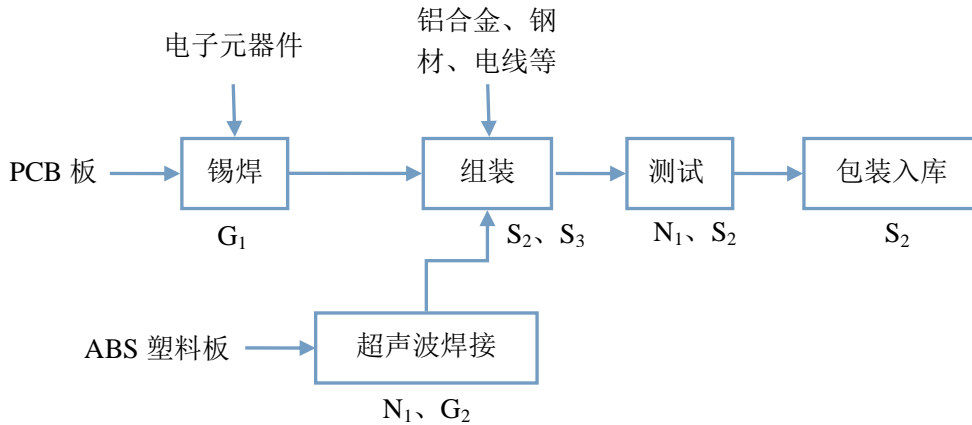 电子元器件
铝合金、钢
材、电线等
PCB 板
锡焊
组装
测试
包装入库
G₁
S₂、S₃
N₁、S₂
S₂
ABS 塑料板
超声波焊接
N₁、G₂